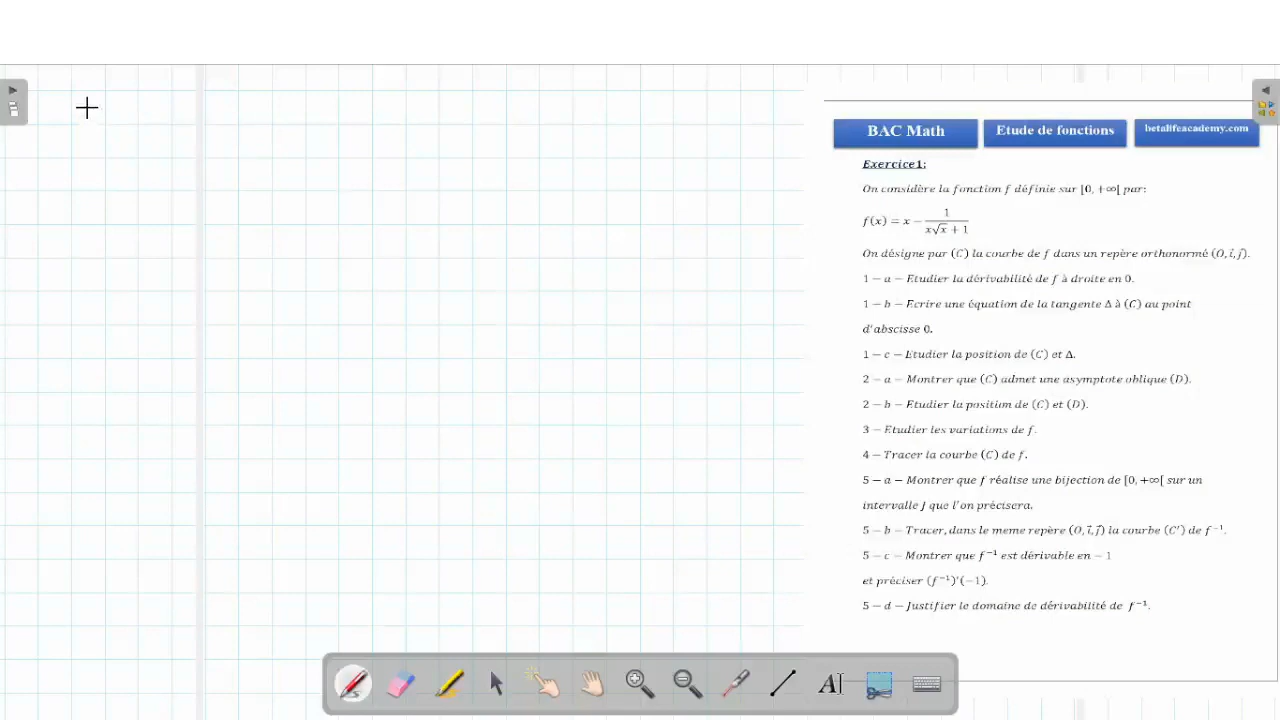 BAC Math
Etude de fonctions
betalifeacademy.com
Exercice1:
On considère la fonction f définie sur [0, +∞[ par:
f(x) = x − 1/(x√x + 1)
On désigne par (C) la courbe de f dans un repère orthonormé (O, i⃗, j⃗).
1 − a − Etudier la dérivabilité de f à droite en 0.
1 − b − Ecrire une équation de la tangente Δ à (C) au point
d'abscisse 0.
1 − c − Etudier la position de (C) et Δ.
2 − a − Montrer que (C) admet une asymptote oblique (D).
2 − b − Etudier la position de (C) et (D).
3 − Etudier les variations de f.
4 − Tracer la courbe (C) de f.
5 − a − Montrer que f réalise une bijection de [0, +∞[ sur un
intervalle J que l'on précisera.
5 − b − Tracer, dans le meme repère (O, i⃗, j⃗) la courbe (C') de f⁻¹.
5 − c − Montrer que f⁻¹ est dérivable en − 1
et préciser (f⁻¹)'(−1).
5 − d − Justifier le domaine de dérivabilité de f⁻¹.